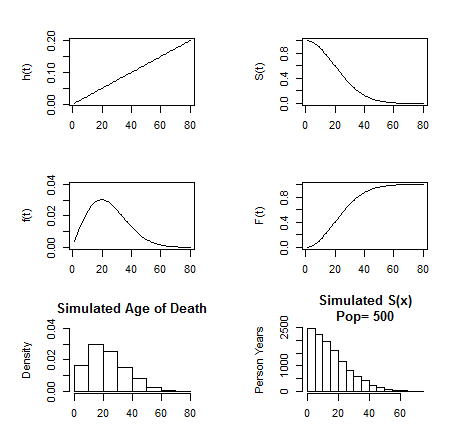 h(t)
0.00 0.10 0.20
0 20 40 60 80
S(t)
0.0 0.4 0.8
0 20 40 60 80
f(t)
0.00 0.02 0.04
0 20 40 60 80
F(t)
0.0 0.4 0.8
0 20 40 60 80
Simulated Age of Death
Density
0.00 0.02 0.04
0 20 40 60 80
Simulated S(x)
Pop= 500
Person Years
0 1000 2500
0 20 40 60